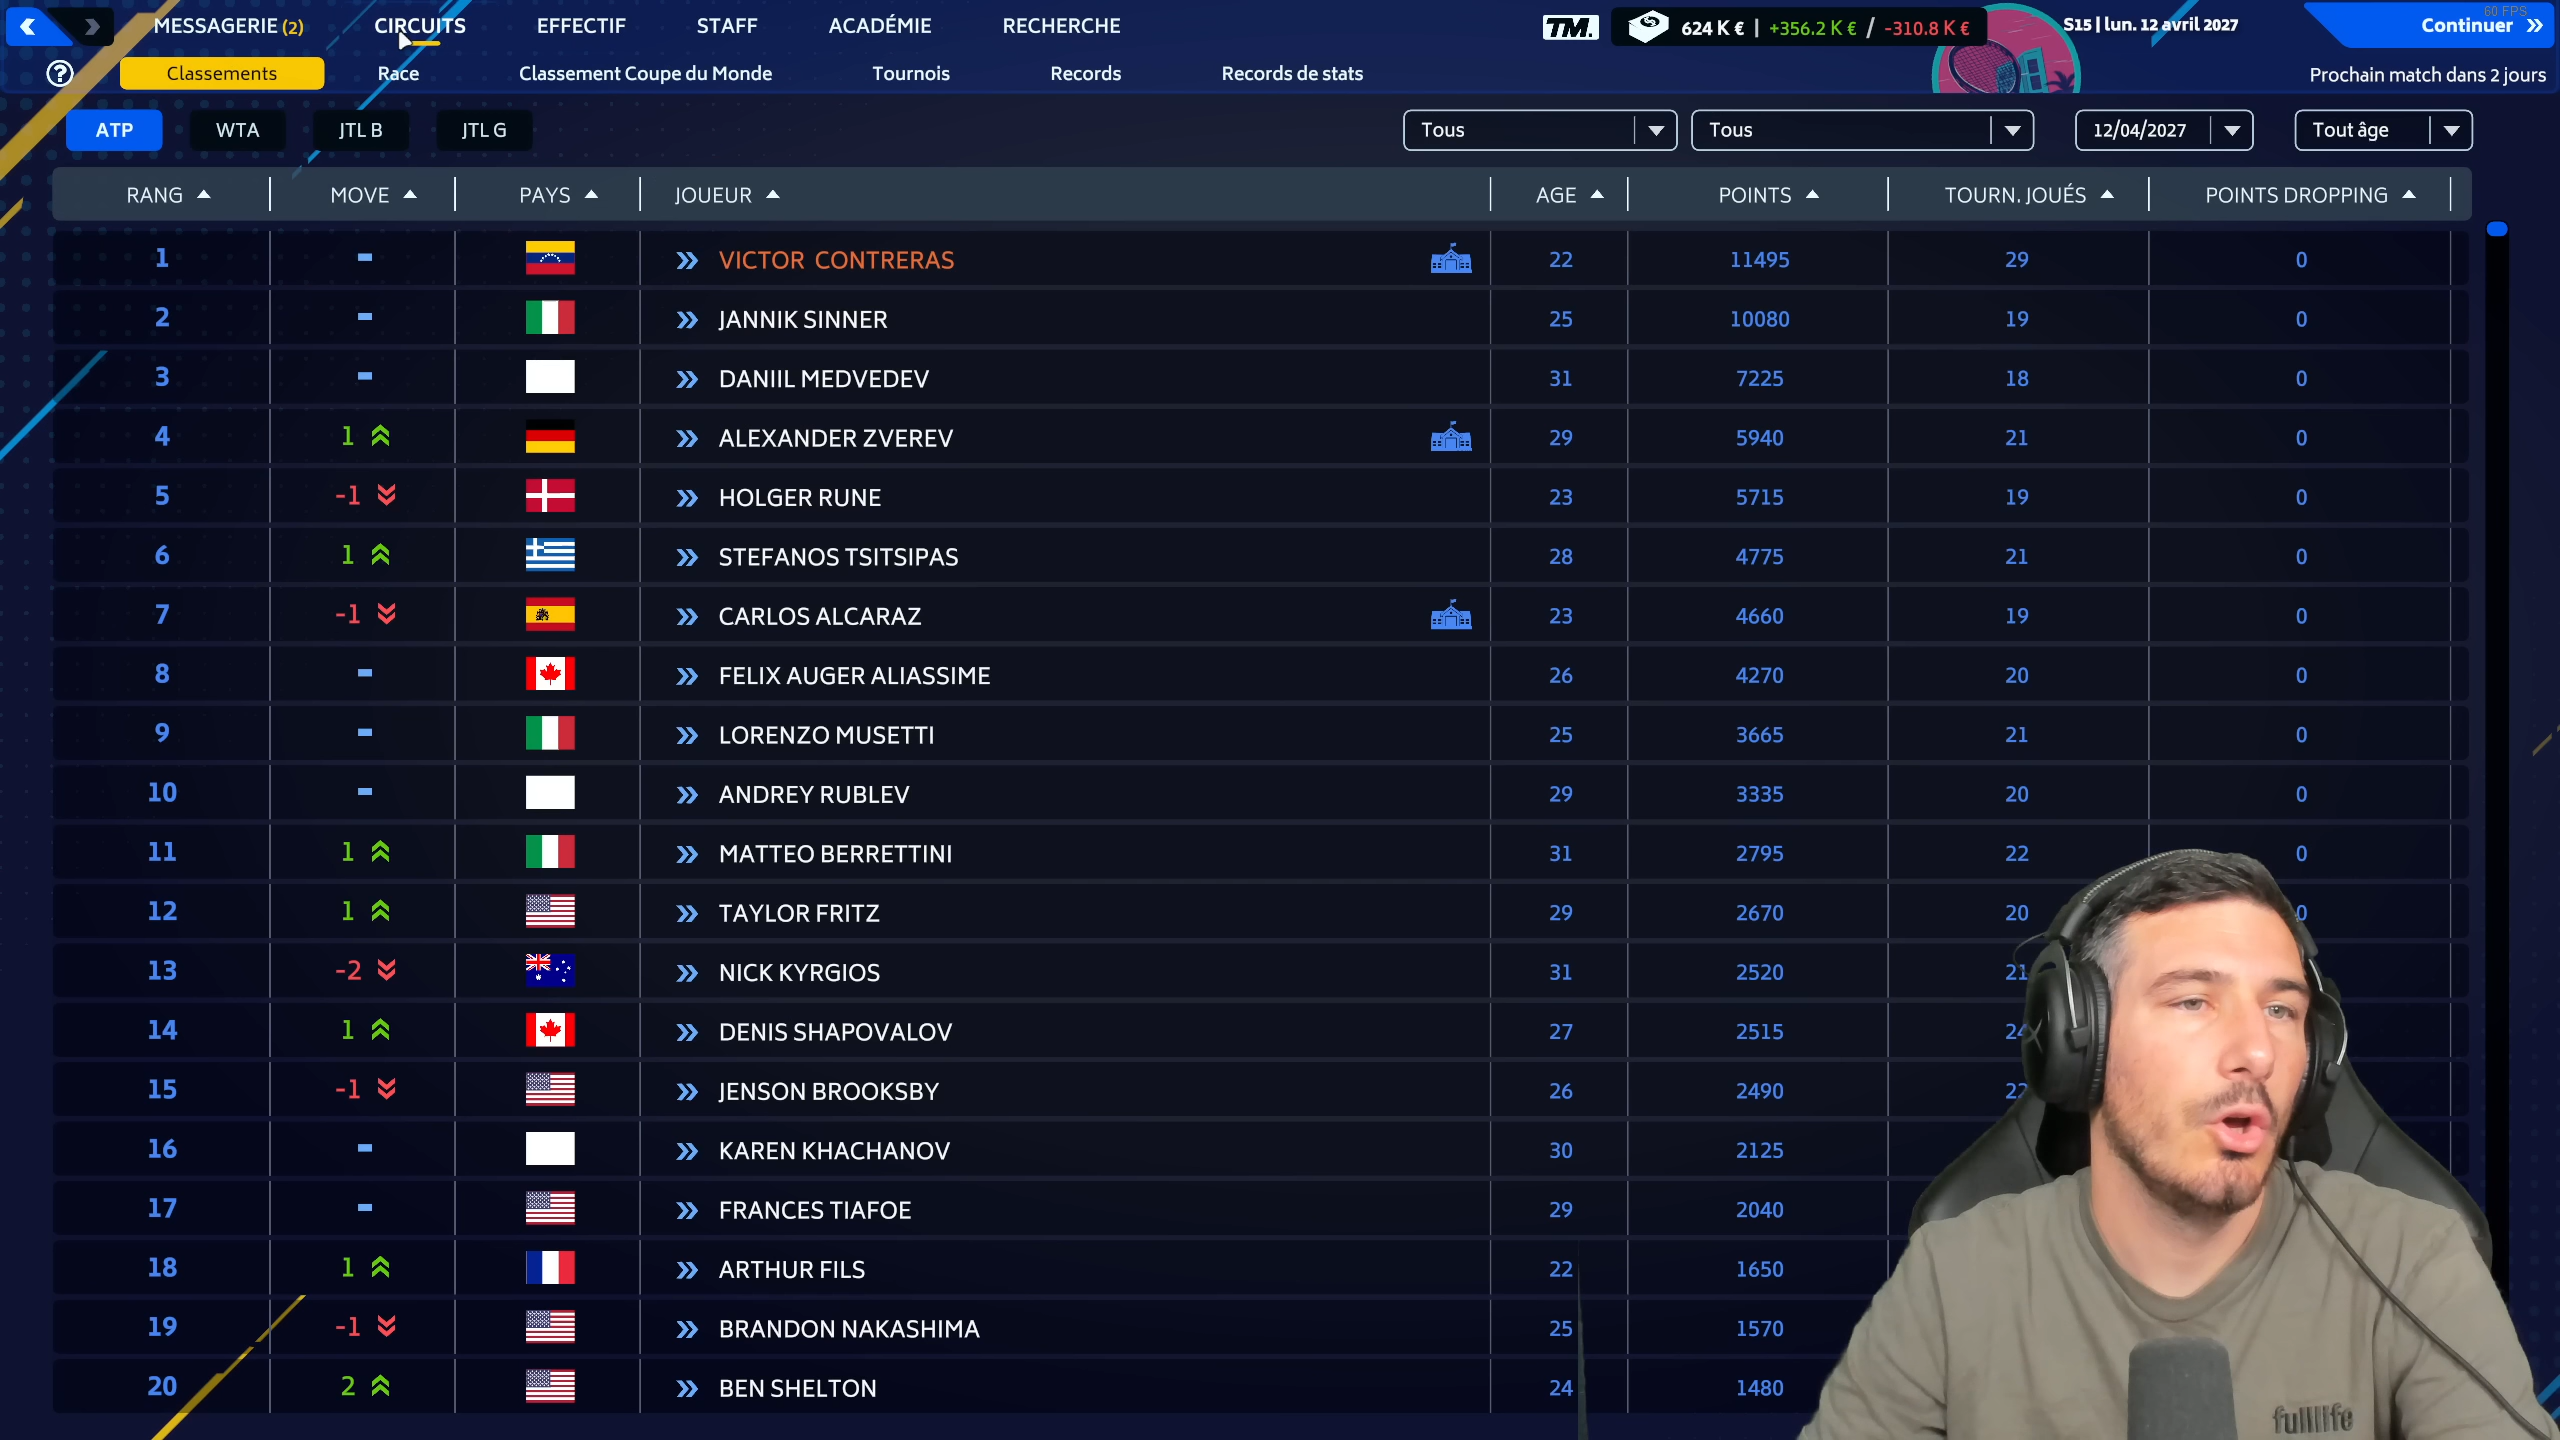 MESSAGERIE (2) CIRCUITS EFFECTIF STAFF ACADÉMIE RECHERCHE TM. 624 K € | +356.2 K € / -310.8 K € S15 | lun. 12 avril 2027 60 FPS Continuer
Classements Race Classement Coupe du Monde Tournois Records Records de stats Prochain match dans 2 jours
ATP WTA JTL B JTL G Tous Tous 12/04/2027 Tout âge
RANG MOVE PAYS JOUEUR AGE POINTS TOURN. JOUÉS POINTS DROPPING
1 - VICTOR CONTRERAS 22 11495 29 0
2 - JANNIK SINNER 25 10080 19 0
3 - DANIIL MEDVEDEV 31 7225 18 0
4 1 ALEXANDER ZVEREV 29 5940 21 0
5 -1 HOLGER RUNE 23 5715 19 0
6 1 STEFANOS TSITSIPAS 28 4775 21 0
7 -1 CARLOS ALCARAZ 23 4660 19 0
8 - FELIX AUGER ALIASSIME 26 4270 20 0
9 - LORENZO MUSETTI 25 3665 21 0
10 - ANDREY RUBLEV 29 3335 20 0
11 1 MATTEO BERRETTINI 31 2795 22 0
12 1 TAYLOR FRITZ 29 2670 20 0
13 -2 NICK KYRGIOS 31 2520 21
14 1 DENIS SHAPOVALOV 27 2515 24
15 -1 JENSON BROOKSBY 26 2490 22
16 - KAREN KHACHANOV 30 2125
17 - FRANCES TIAFOE 29 2040
18 1 ARTHUR FILS 22 1650
19 -1 BRANDON NAKASHIMA 25 1570
20 2 BEN SHELTON 24 1480
fulllife